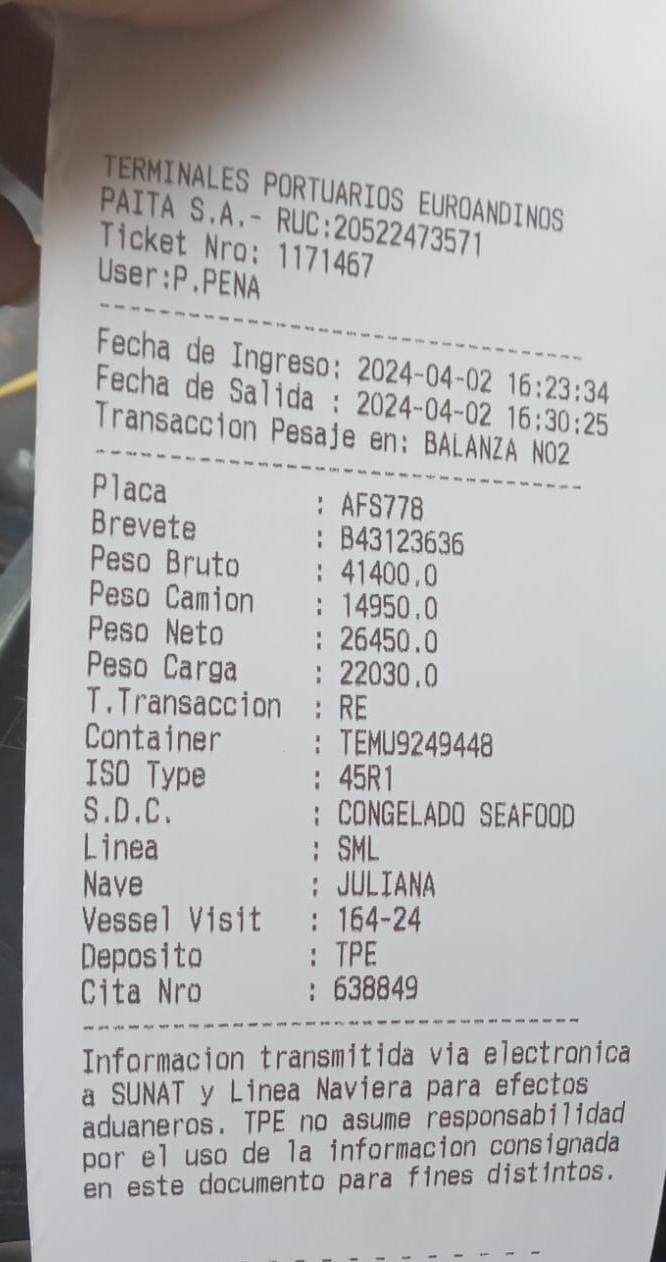 TERMINALES PORTUARIOS EUROANDINOS
PAITA S.A.- RUC:20522473571
Ticket Nro: 1171467
User:P.PENA
Fecha de Ingreso: 2024-04-02 16:23:34
Fecha de Salida : 2024-04-02 16:30:25
Transaccion Pesaje en: BALANZA NO2
Placa : AFS778
Brevete : B43123636
Peso Bruto : 41400.0
Peso Camion : 14950.0
Peso Neto : 26450.0
Peso Carga : 22030.0
T.Transaccion : RE
Container : TEMU9249448
ISO Type : 45R1
S.D.C. : CONGELADO SEAFOOD
Linea : SML
Nave : JULIANA
Vessel Visit : 164-24
Deposito : TPE
Cita Nro : 638849
Informacion transmitida via electronica
a SUNAT y Linea Naviera para efectos
aduaneros. TPE no asume responsabilidad
por el uso de la informacion consignada
en este documento para fines distintos.